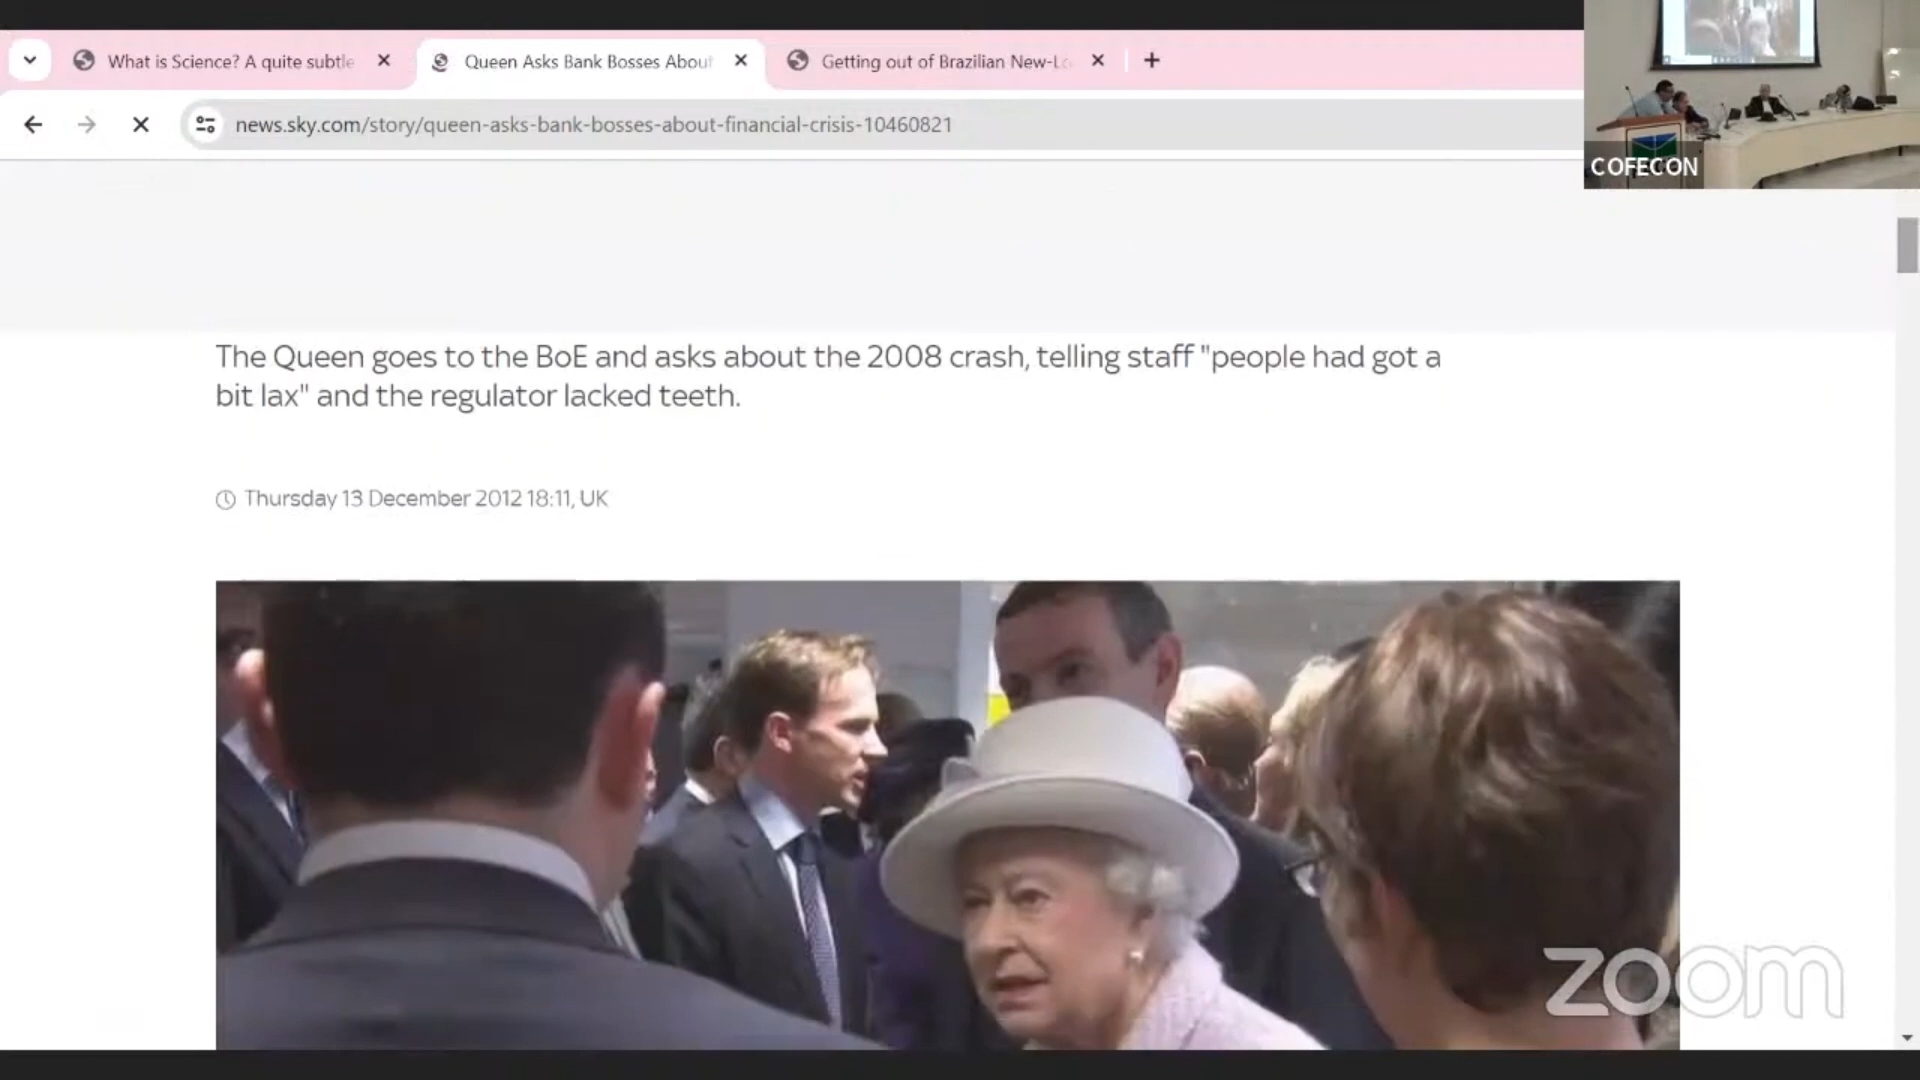 What is Science? A quite subtle
Queen Asks Bank Bosses About
Getting out of Brazilian New-Lo
news.sky.com/story/queen-asks-bank-bosses-about-financial-crisis-10460821
COFECON
The Queen goes to the BoE and asks about the 2008 crash, telling staff "people had got a
bit lax" and the regulator lacked teeth.
Thursday 13 December 2012 18:11, UK
zoom